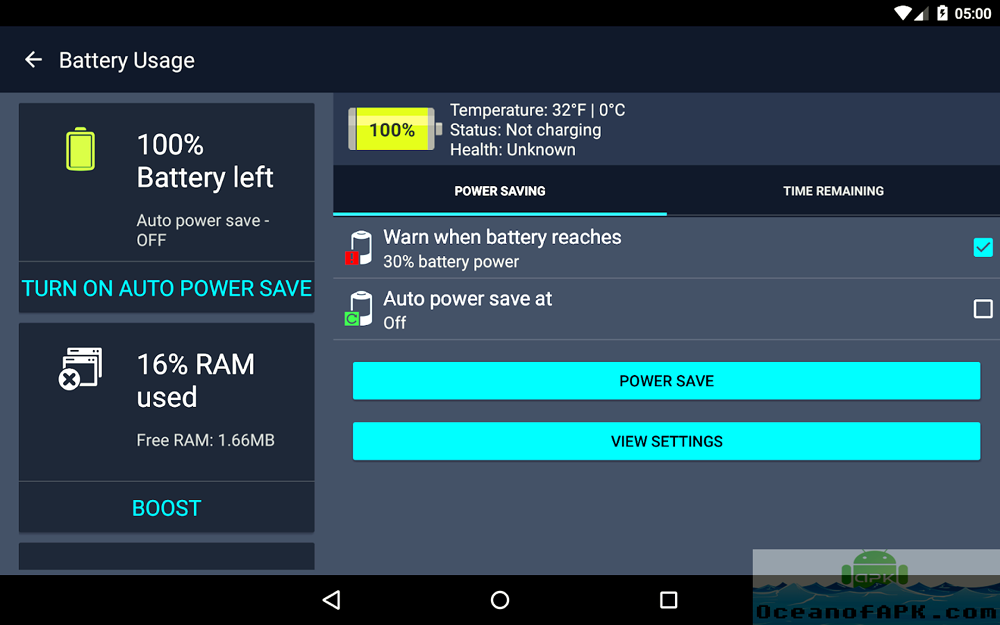 05:00
Battery Usage
100%
Battery left
Auto power save -
OFF
TURN ON AUTO POWER SAVE
16% RAM
used
Free RAM: 1.66MB
BOOST
100%
Temperature: 32°F | 0°C
Status: Not charging
Health: Unknown
POWER SAVING
TIME REMAINING
Warn when battery reaches
30% battery power
Auto power save at
Off
POWER SAVE
VIEW SETTINGS
APK
OceanofAPK.com